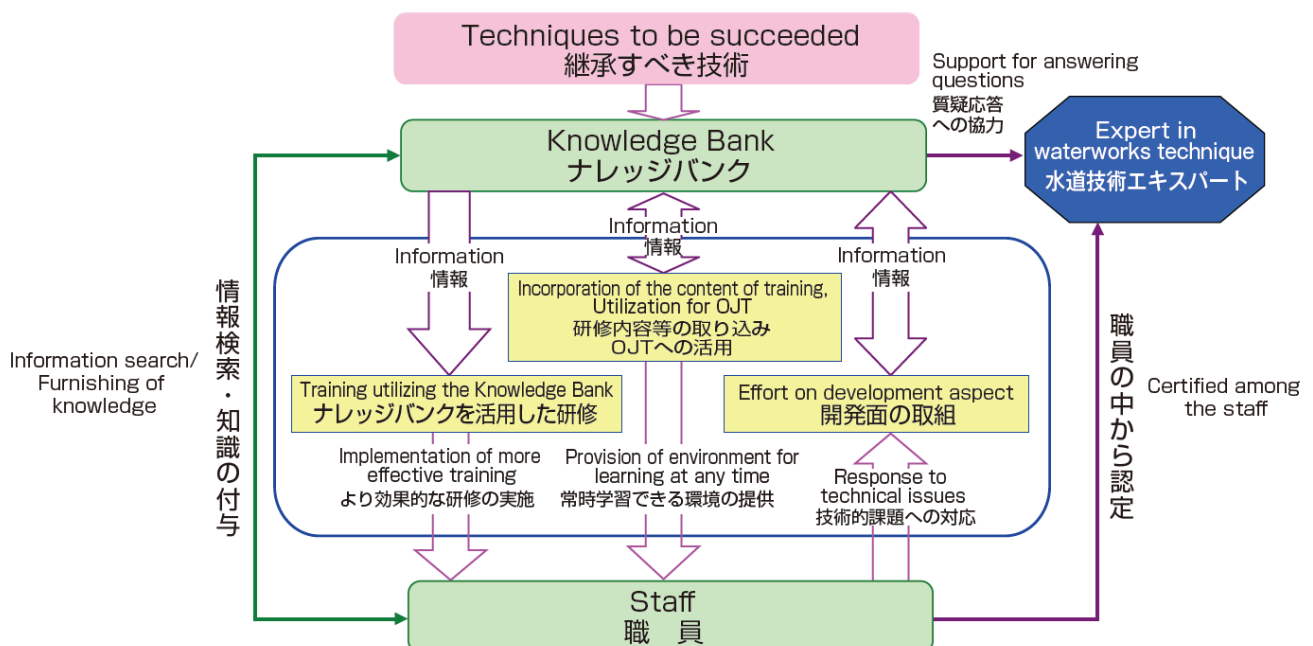 Techniques to be succeeded
継承すべき技術
Support for answering
questions
質疑応答
への協力
Knowledge Bank
ナレッジバンク
Expert in
waterworks technique
水道技術エキスパート
Information
情報
Information
情報
Information
情報
Incorporation of the content of training,
Utilization for OJT
研修内容等の取り込み
OJTへの活用
Training utilizing the Knowledge Bank
ナレッジバンクを活用した研修
Effort on development aspect
開発面の取組
Information search/
Furnishing of
knowledge
情報検索・知識の付与
Implementation of more
effective training
より効果的な研修の実施
Provision of environment for
learning at any time
常時学習できる環境の提供
Response to
technical issues
技術的課題への対応
職員の中から認定
Certified among
the staff
Staff
職 員